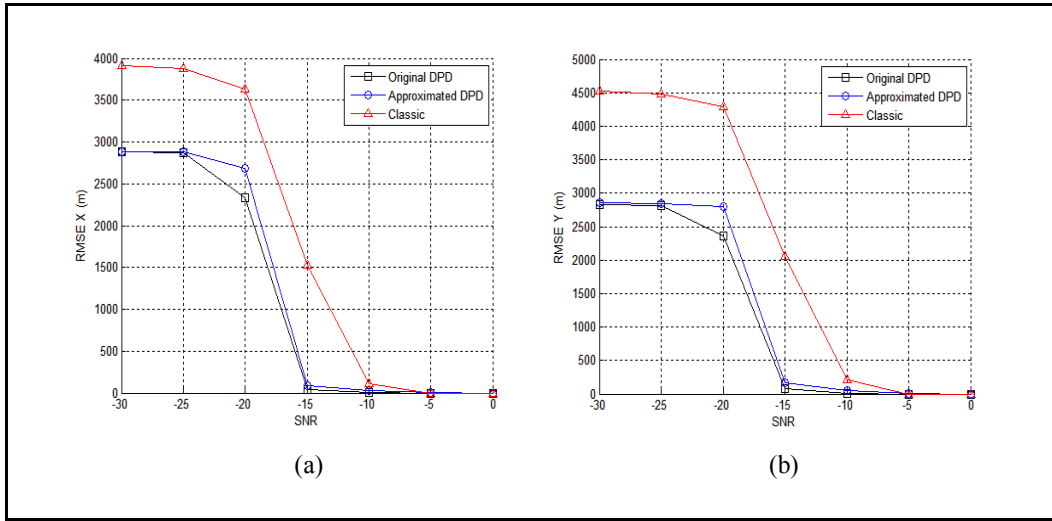 4000
3500
3000
2500
2000
1500
1000
500
0
RMSE X (m)
-30 -25 -20 -15 -10 -5 0
SNR
Original DPD
Approximated DPD
Classic
(a)
5000
4500
4000
3500
3000
2500
2000
1500
1000
500
0
RMSE Y (m)
-30 -25 -20 -15 -10 -5 0
SNR
Original DPD
Approximated DPD
Classic
(b)